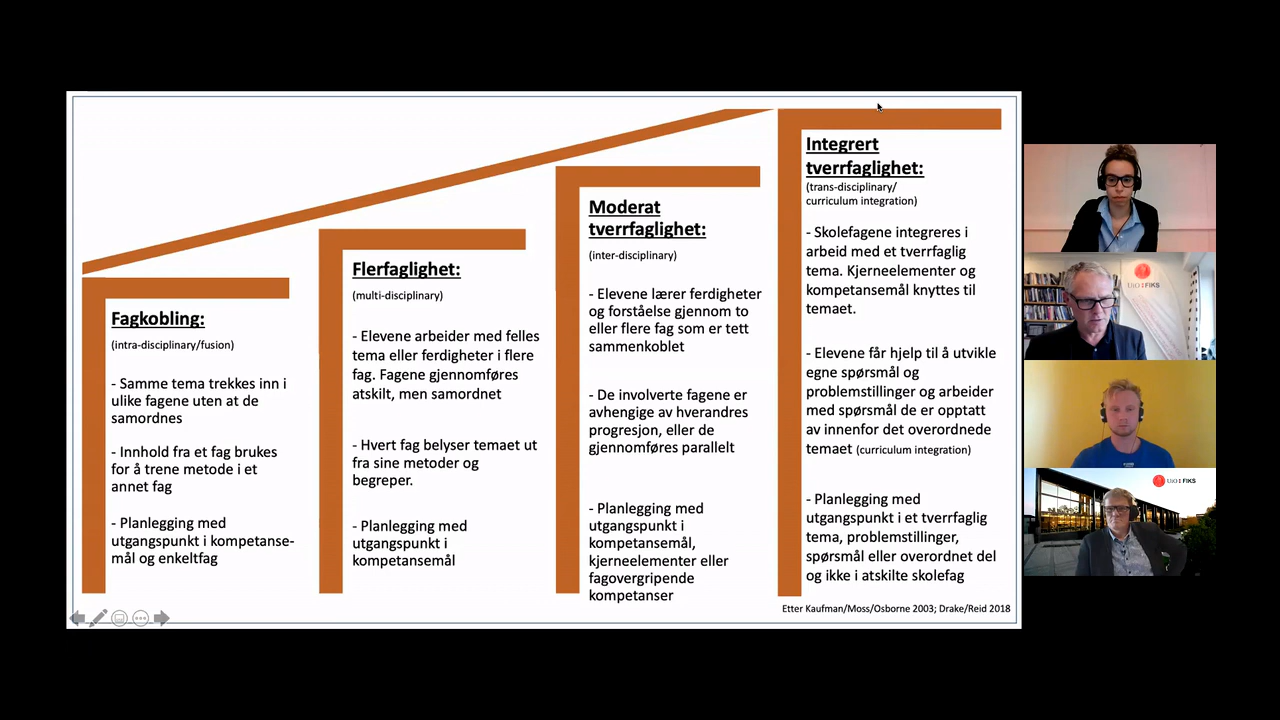 Fagkobling:
(intra-disciplinary/fusion)
- Samme tema trekkes inn i
ulike fagene uten at de
samordnes
- Innhold fra et fag brukes
for å trene metode i et
annet fag
- Planlegging med
utgangspunkt i kompetanse-
mål og enkeltfag
Flerfaglighet:
(multi-disciplinary)
- Elevene arbeider med felles
tema eller ferdigheter i flere
fag. Fagene gjennomføres
atskilt, men samordnet
- Hvert fag belyser temaet ut
fra sine metoder og
begreper.
- Planlegging med
utgangspunkt i
kompetansemål
Moderat
tverrfaglighet:
(inter-disciplinary)
- Elevene lærer ferdigheter
og forståelse gjennom to
eller flere fag som er tett
sammenkoblet
- De involverte fagene er
avhengige av hverandres
progresjon, eller de
gjennomføres parallelt
- Planlegging med
utgangspunkt i
kompetansemål,
kjerneelementer eller
fagovergripende
kompetanser
Integrert
tverrfaglighet:
(trans-disciplinary/
curriculum integration)
- Skolefagene integreres i
arbeid med et tverrfaglig
tema. Kjerneelementer og
kompetansemål knyttes til
temaet.
- Elevene får hjelp til å utvikle
egne spørsmål og
problemstillinger og arbeider
med spørsmål de er opptatt
av innenfor det overordnede
temaet (curriculum integration)
- Planlegging med
utgangspunkt i et tverrfaglig
tema, problemstillinger,
spørsmål eller overordnet del
og ikke i atskilte skolefag
Etter Kaufman/Moss/Osborne 2003; Drake/Reid 2018
UiO : FIKS
UiO : FIKS